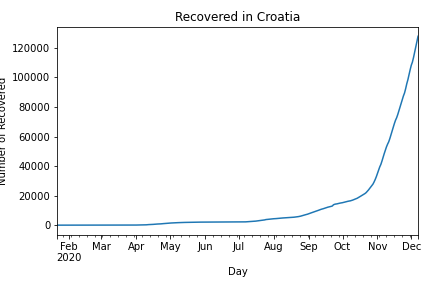 Recovered in Croatia
Number of Recovered
120000
100000
80000
60000
40000
20000
0
Feb Mar Apr May Jun Jul Aug Sep Oct Nov Dec
2020
Day